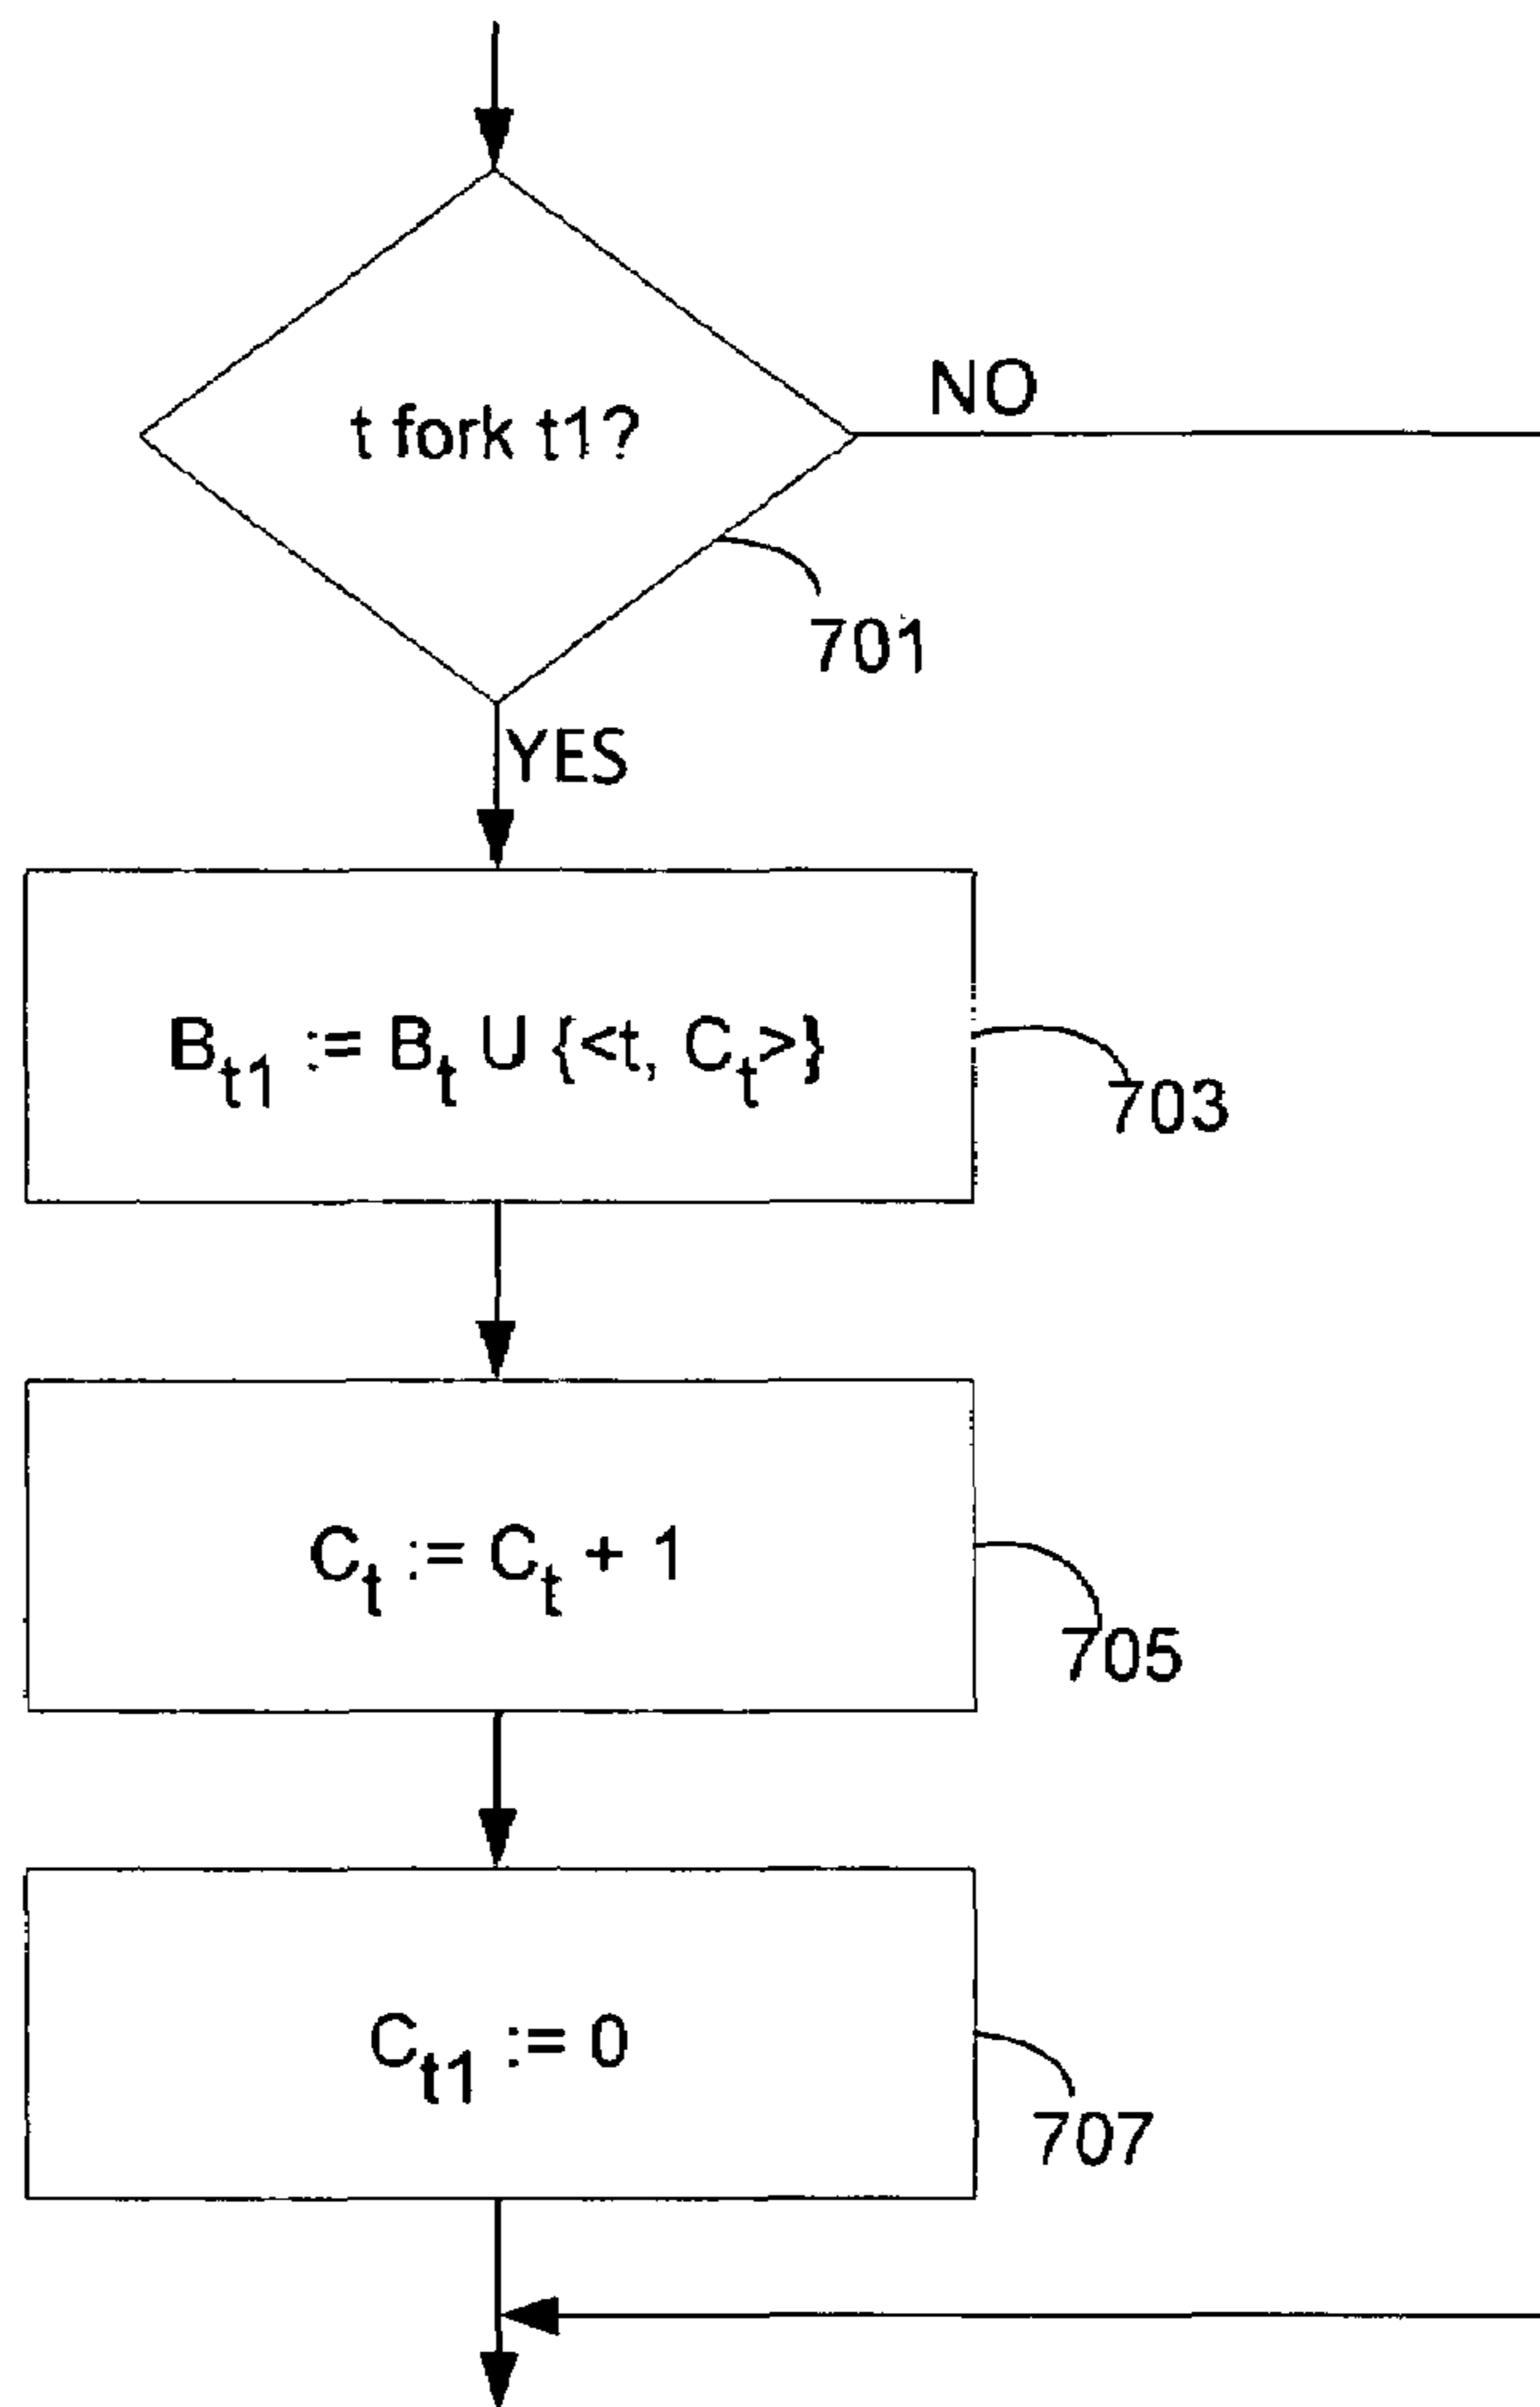 NO
t fork t1?
701
YES
B_t1 := B_t U {<t, C_t>}
703
C_t := C_t + 1
705
C_t1 := 0
707